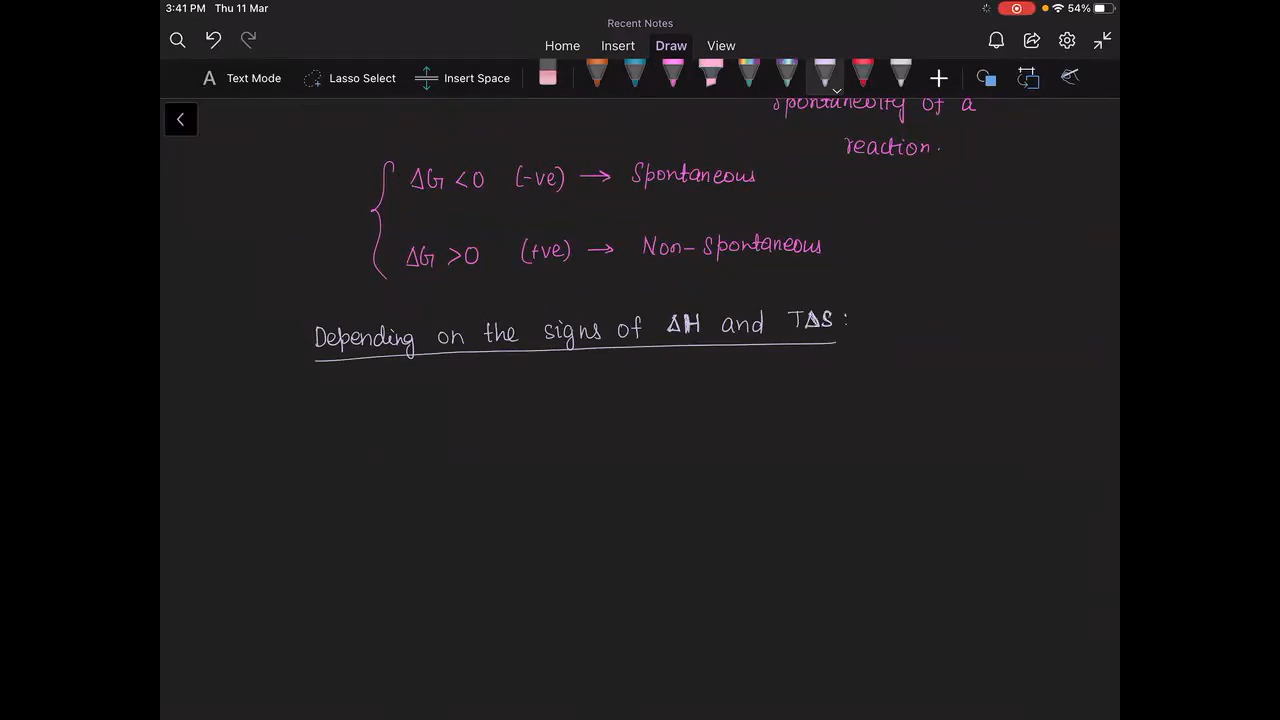 3:41 PM Thu 11 Mar
54%
Recent Notes
Home Insert Draw View
A Text Mode Lasso Select Insert Space
spontaneity of a
reaction.
ΔG <0 (-ve) → Spontaneous
ΔG >0 (+ve) → Non-Spontaneous
Depending on the signs of ΔH and TΔS: